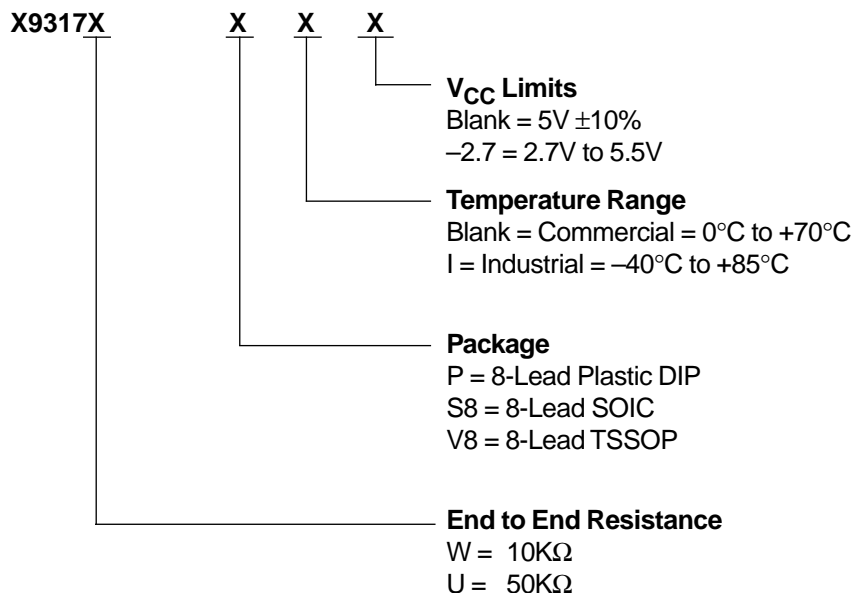 X9317X X X X
V_CC Limits
Blank = 5V ±10%
–2.7 = 2.7V to 5.5V
Temperature Range
Blank = Commercial = 0°C to +70°C
I = Industrial = –40°C to +85°C
Package
P = 8-Lead Plastic DIP
S8 = 8-Lead SOIC
V8 = 8-Lead TSSOP
End to End Resistance
W = 10KΩ
U = 50KΩ